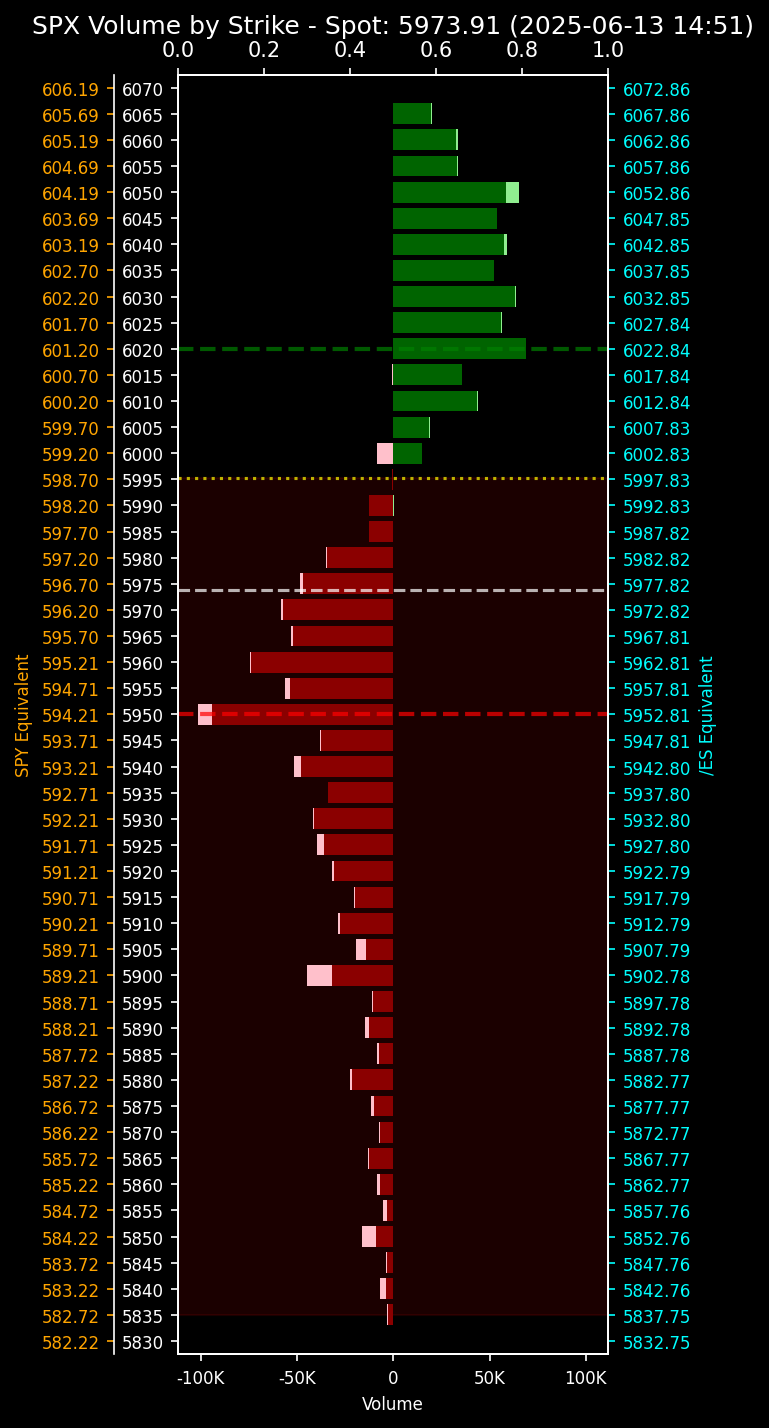 SPX Volume by Strike - Spot: 5973.91 (2025-06-13 14:51)
0.0 0.2 0.4 0.6 0.8 1.0
606.19 6070 6072.86
605.69 6065 6067.86
605.19 6060 6062.86
604.69 6055 6057.86
604.19 6050 6052.86
603.69 6045 6047.85
603.19 6040 6042.85
602.70 6035 6037.85
602.20 6030 6032.85
601.70 6025 6027.84
601.20 6020 6022.84
600.70 6015 6017.84
600.20 6010 6012.84
599.70 6005 6007.83
599.20 6000 6002.83
598.70 5995 5997.83
598.20 5990 5992.83
597.70 5985 5987.82
597.20 5980 5982.82
596.70 5975 5977.82
596.20 5970 5972.82
595.70 5965 5967.81
595.21 5960 5962.81
594.71 5955 5957.81
594.21 5950 5952.81
593.71 5945 5947.81
593.21 5940 5942.80
592.71 5935 5937.80
592.21 5930 5932.80
591.71 5925 5927.80
591.21 5920 5922.79
590.71 5915 5917.79
590.21 5910 5912.79
589.71 5905 5907.79
589.21 5900 5902.78
588.71 5895 5897.78
588.21 5890 5892.78
587.72 5885 5887.78
587.22 5880 5882.77
586.72 5875 5877.77
586.22 5870 5872.77
585.72 5865 5867.77
585.22 5860 5862.77
584.72 5855 5857.76
584.22 5850 5852.76
583.72 5845 5847.76
583.22 5840 5842.76
582.72 5835 5837.75
582.22 5830 5832.75
SPY Equivalent
/ES Equivalent
-100K -50K 0 50K 100K
Volume